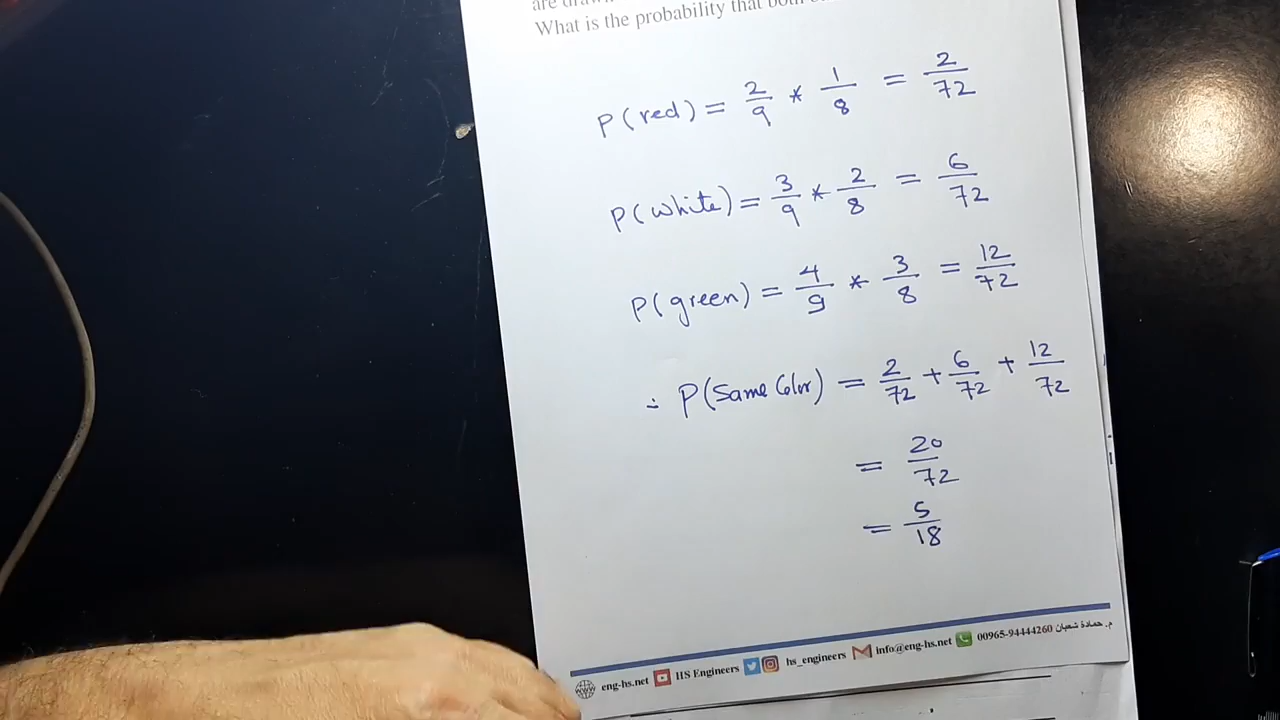 are drawn
What is the probability that both
P(red) = 2/9 * 1/8 = 2/72
P(white) = 3/9 * 2/8 = 6/72
P(green) = 4/9 * 3/8 = 12/72
∴ P(Same Color) = 2/72 + 6/72 + 12/72
= 20/72
= 5/18
eng-hs.net HS Engineers hs_engineers info@eng-hs.net 00965-94444260 م. حمادة شعبان